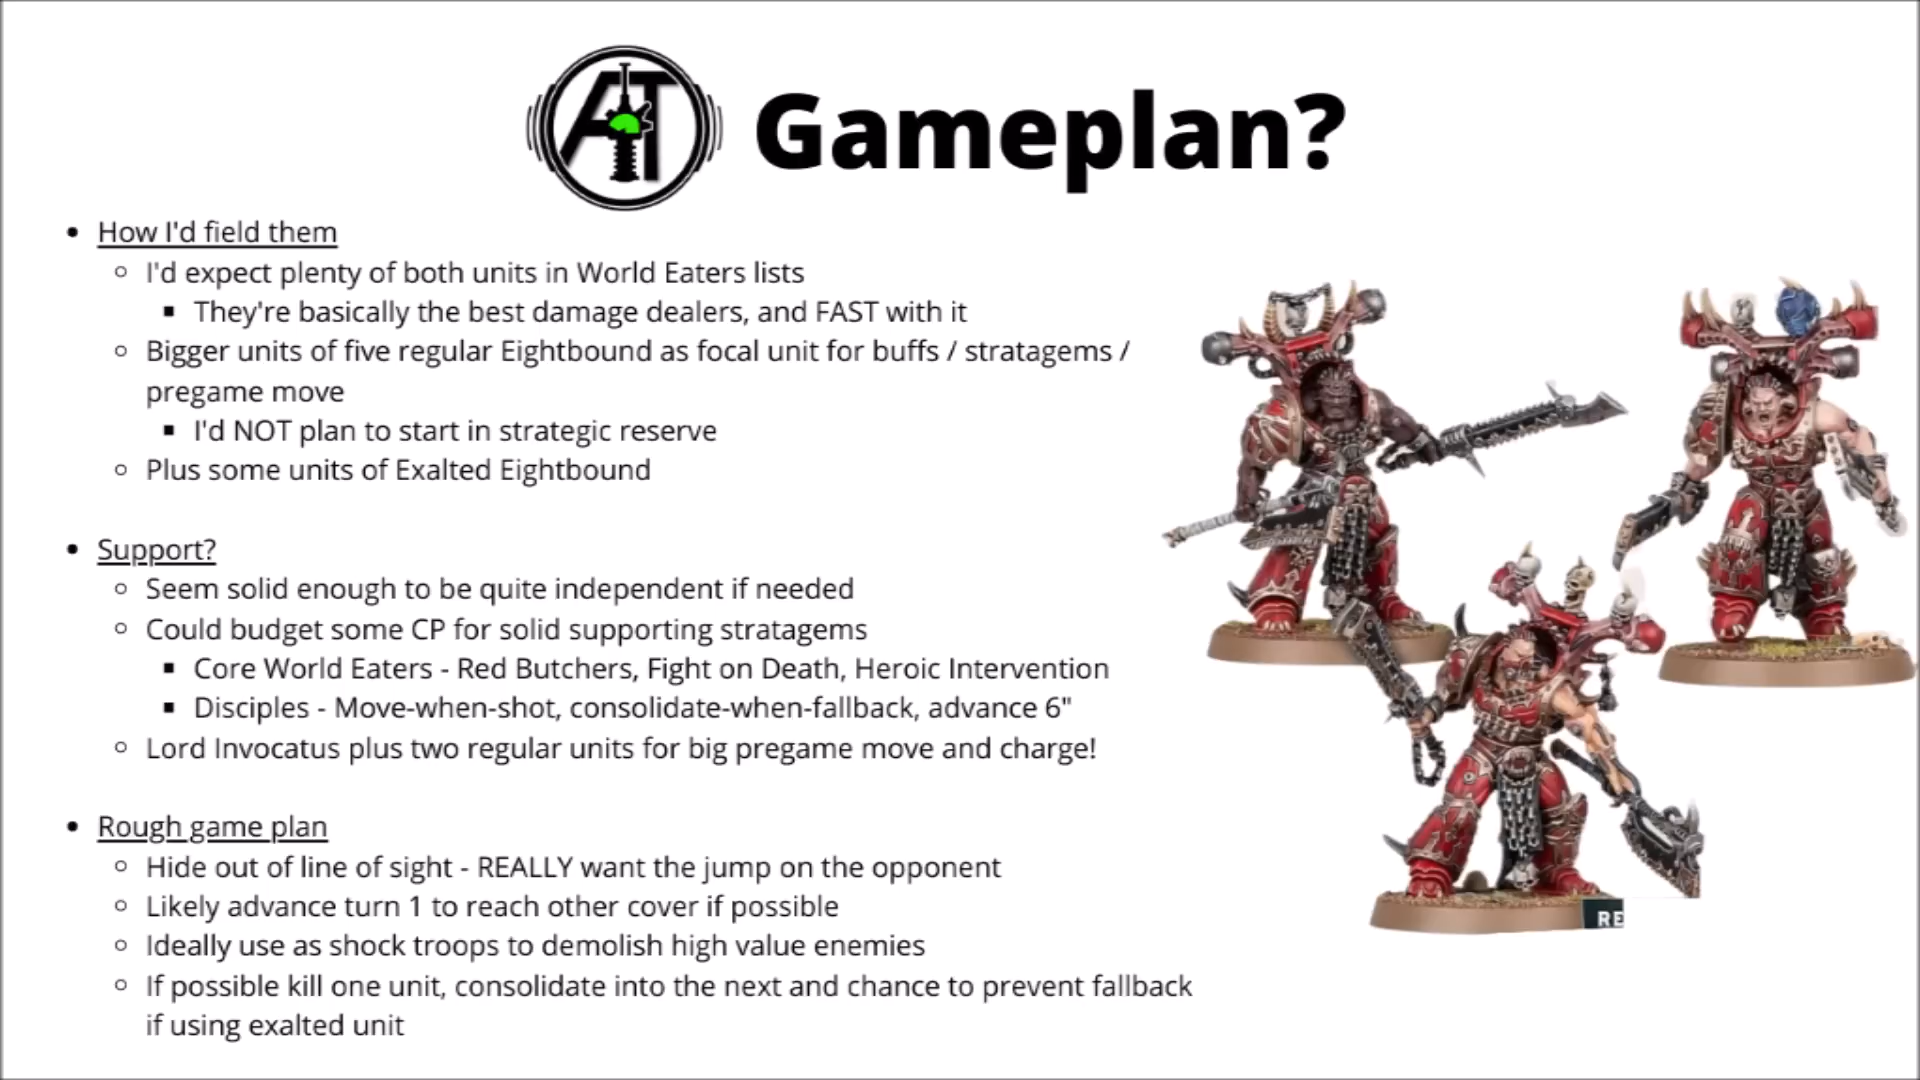 AT
Gameplan?
How I'd field them
I'd expect plenty of both units in World Eaters lists
They're basically the best damage dealers, and FAST with it
Bigger units of five regular Eightbound as focal unit for buffs / stratagems /
pregame move
I'd NOT plan to start in strategic reserve
Plus some units of Exalted Eightbound
Support?
Seem solid enough to be quite independent if needed
Could budget some CP for solid supporting stratagems
Core World Eaters - Red Butchers, Fight on Death, Heroic Intervention
Disciples - Move-when-shot, consolidate-when-fallback, advance 6"
Lord Invocatus plus two regular units for big pregame move and charge!
Rough game plan
Hide out of line of sight - REALLY want the jump on the opponent
Likely advance turn 1 to reach other cover if possible
Ideally use as shock troops to demolish high value enemies
If possible kill one unit, consolidate into the next and chance to prevent fallback
if using exalted unit
RE